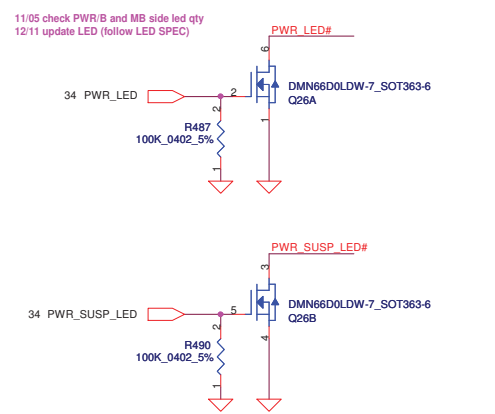 11/05 check PWR/B and MB side led qty
12/11 update LED (follow LED SPEC)
PWR_LED#
6
34 PWR_LED
2
DMN66D0LDW-7_SOT363-6
Q26A
2
1
R487
100K_0402_5%
1
PWR_SUSP_LED#
3
34 PWR_SUSP_LED
5
DMN66D0LDW-7_SOT363-6
Q26B
2
4
R490
100K_0402_5%
1